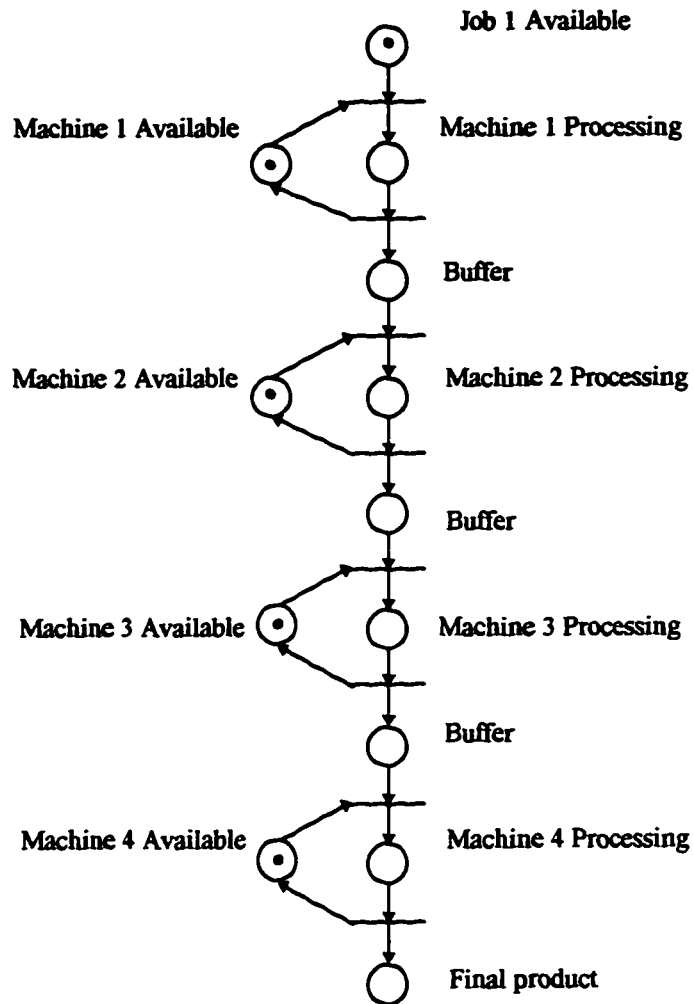 Job 1 Available
Machine 1 Available
Machine 1 Processing
Buffer
Machine 2 Available
Machine 2 Processing
Buffer
Machine 3 Available
Machine 3 Processing
Buffer
Machine 4 Available
Machine 4 Processing
Final product